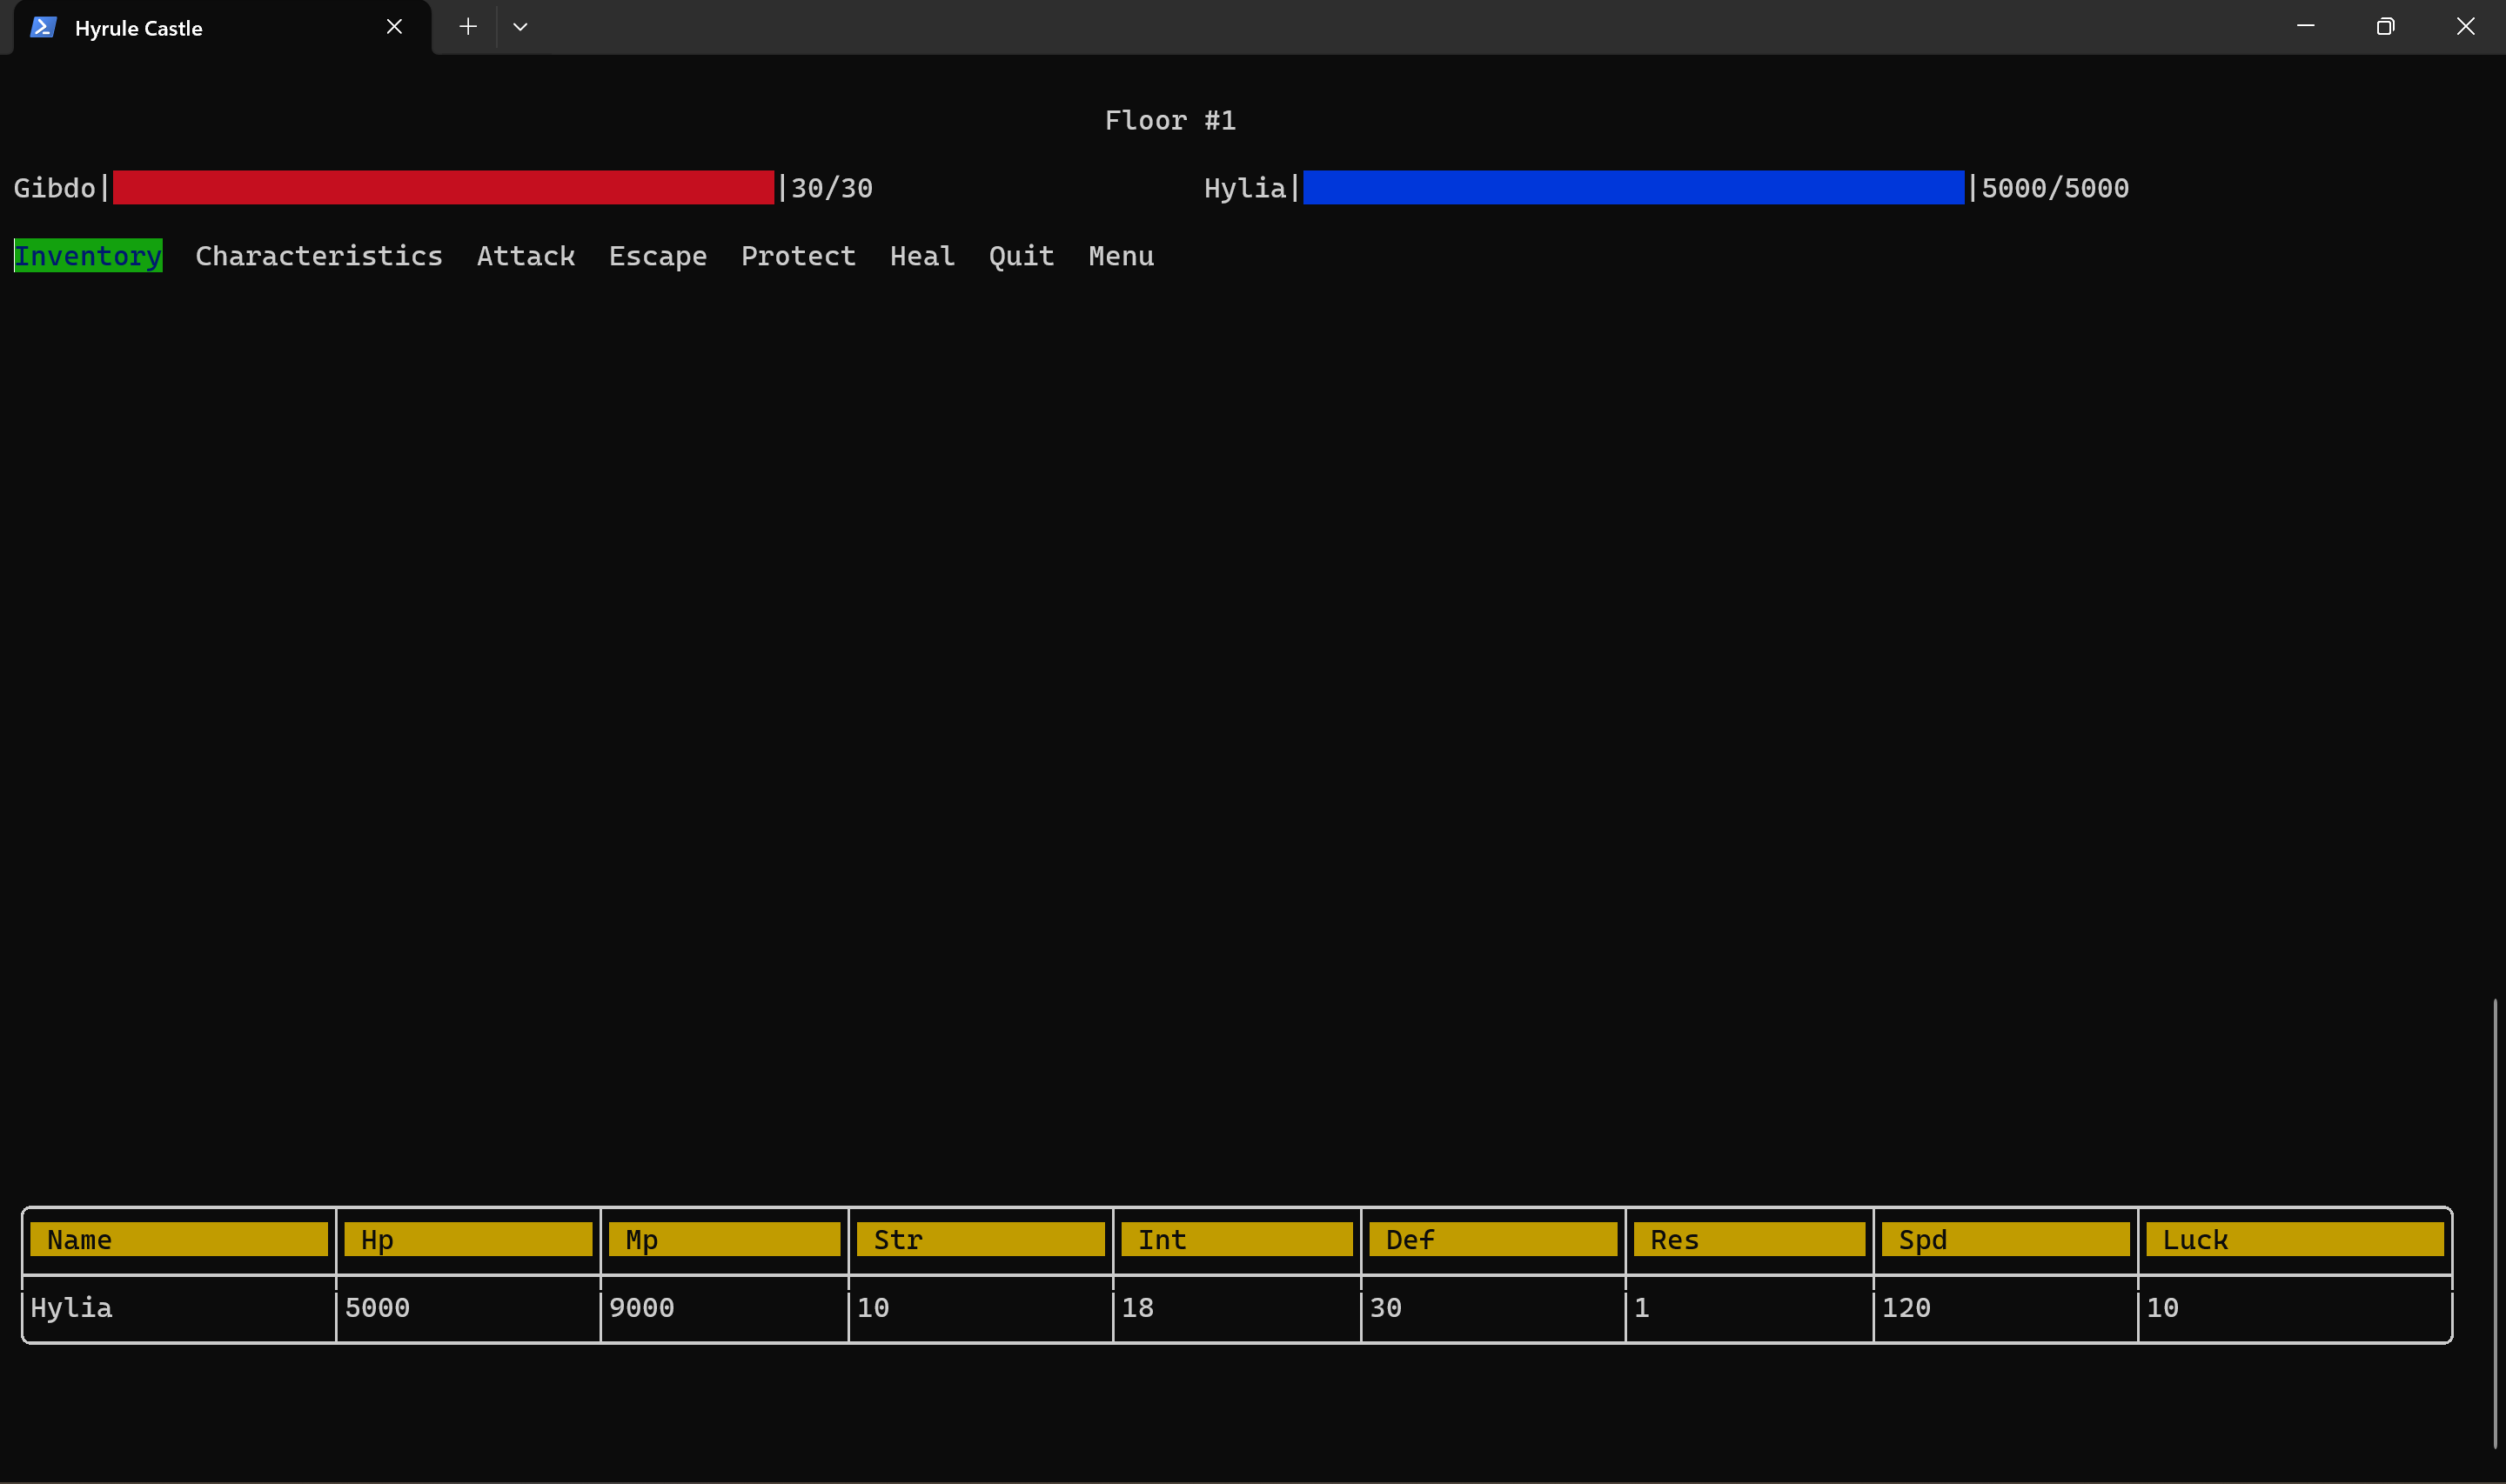 Hyrule Castle
Floor #1
Gibdo| |30/30 Hylia| |5000/5000
Inventory Characteristics Attack Escape Protect Heal Quit Menu
Name Hp Mp Str Int Def Res Spd Luck
Hylia 5000 9000 10 18 30 1 120 10